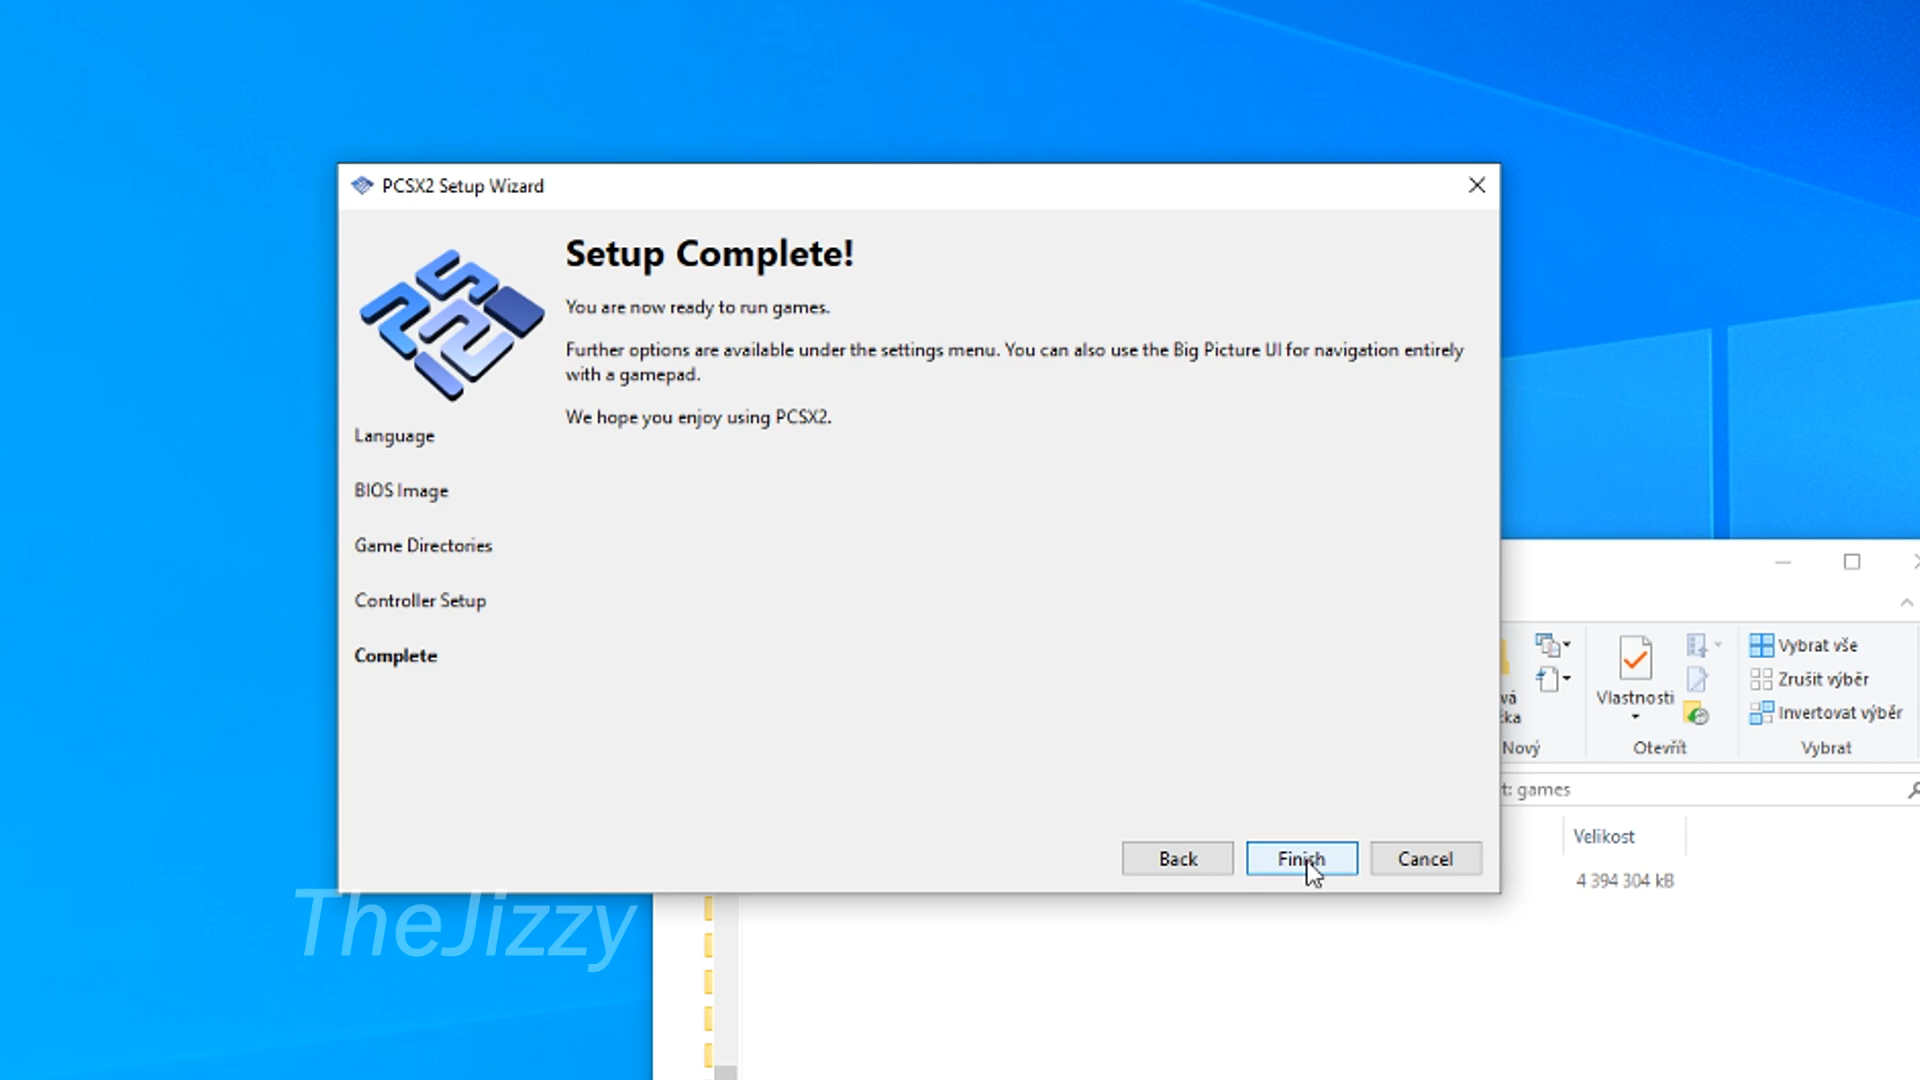 PCSX2 Setup Wizard
Setup Complete!
You are now ready to run games.
Further options are available under the settings menu. You can also use the Big Picture UI for navigation entirely
with a gamepad.
We hope you enjoy using PCSX2.
Language
BIOS Image
Game Directories
Controller Setup
Complete
Back
Finish
Cancel
Vlastnosti
Vybrat vše
Zrušit výběr
Invertovat výběr
Nový
Otevřít
Vybrat
t: games
Velikost
4 394 304 kB
TheJizzy